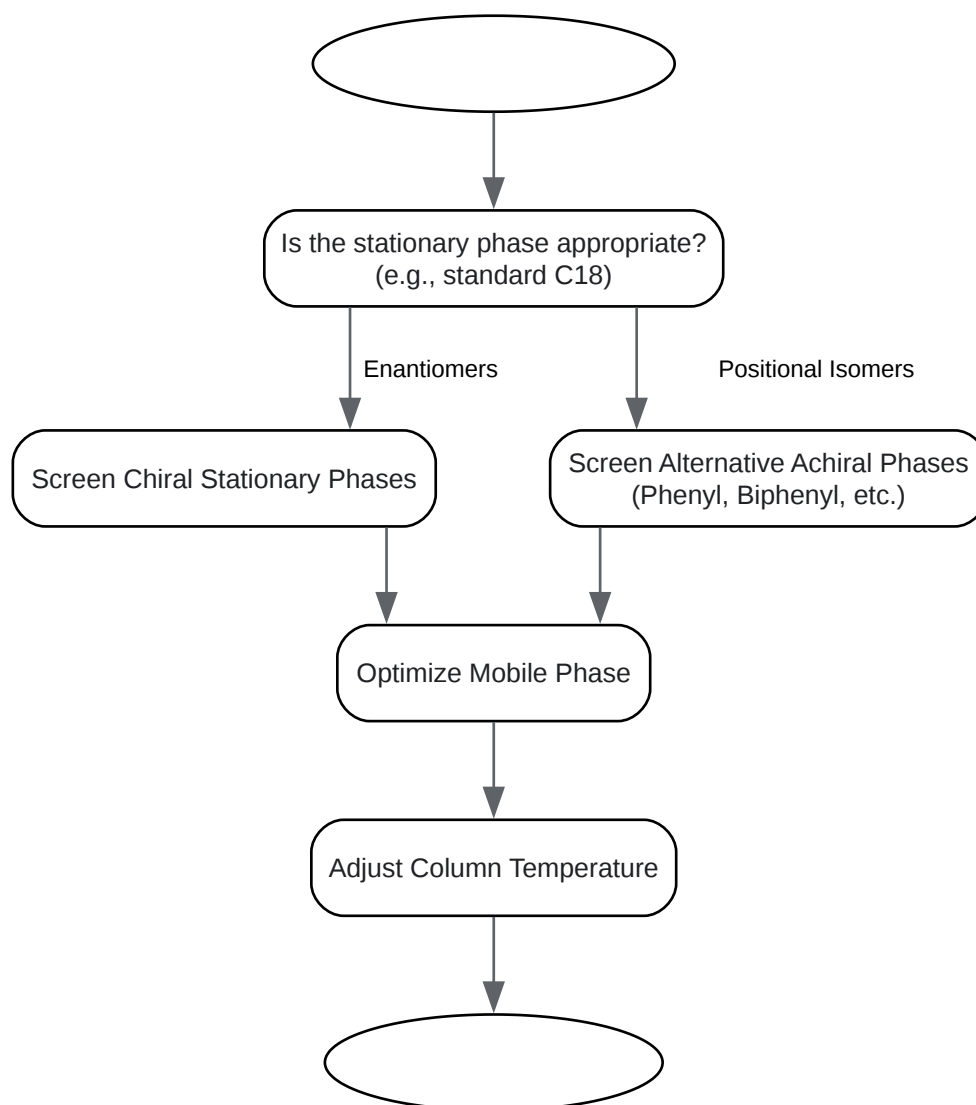 Is the stationary phase appropriate?
(e.g., standard C18)
Enantiomers
Positional Isomers
Screen Chiral Stationary Phases
Screen Alternative Achiral Phases
(Phenyl, Biphenyl, etc.)
Optimize Mobile Phase
Adjust Column Temperature